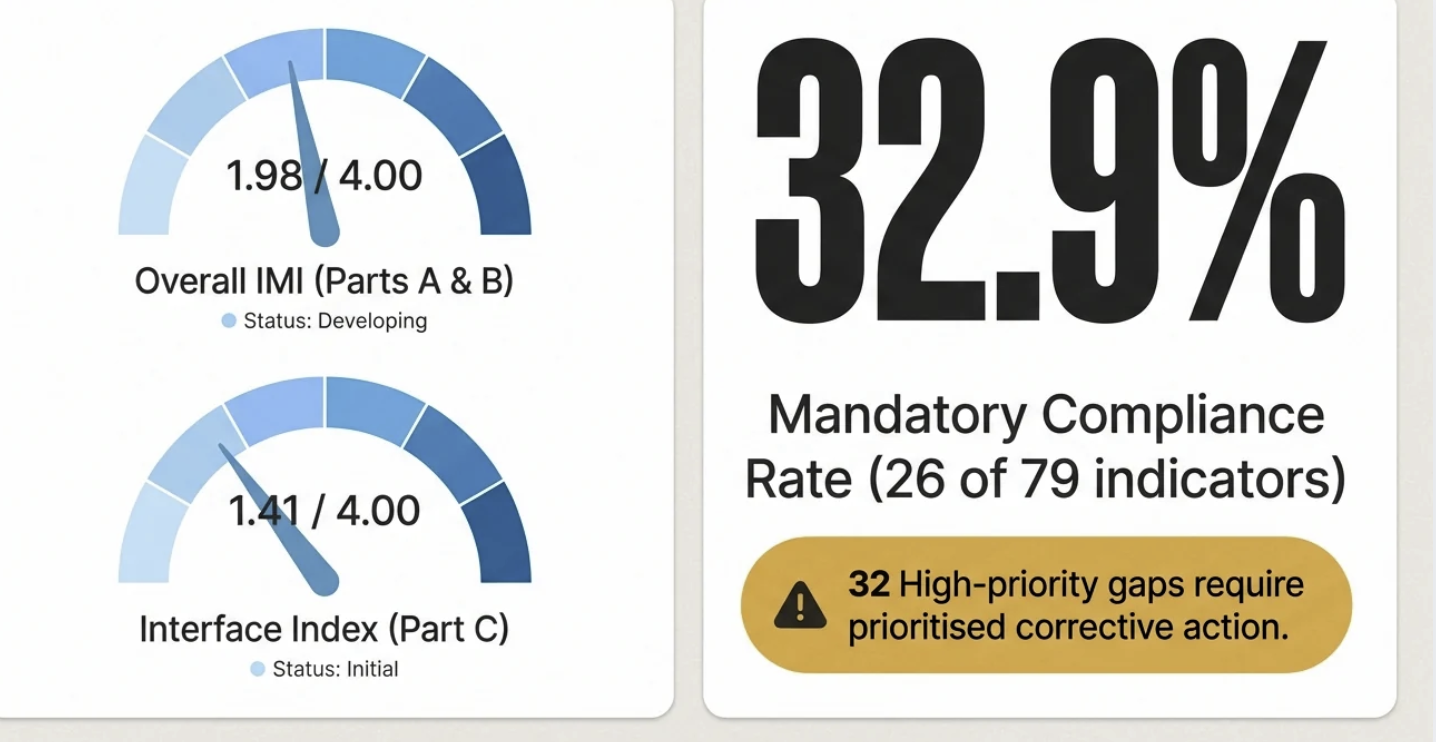 1.98 / 4.00
Overall IMI (Parts A & B)
Status: Developing
1.41 / 4.00
Interface Index (Part C)
Status: Initial
32.9%
Mandatory Compliance
Rate (26 of 79 indicators)
32 High-priority gaps require
prioritised corrective action.